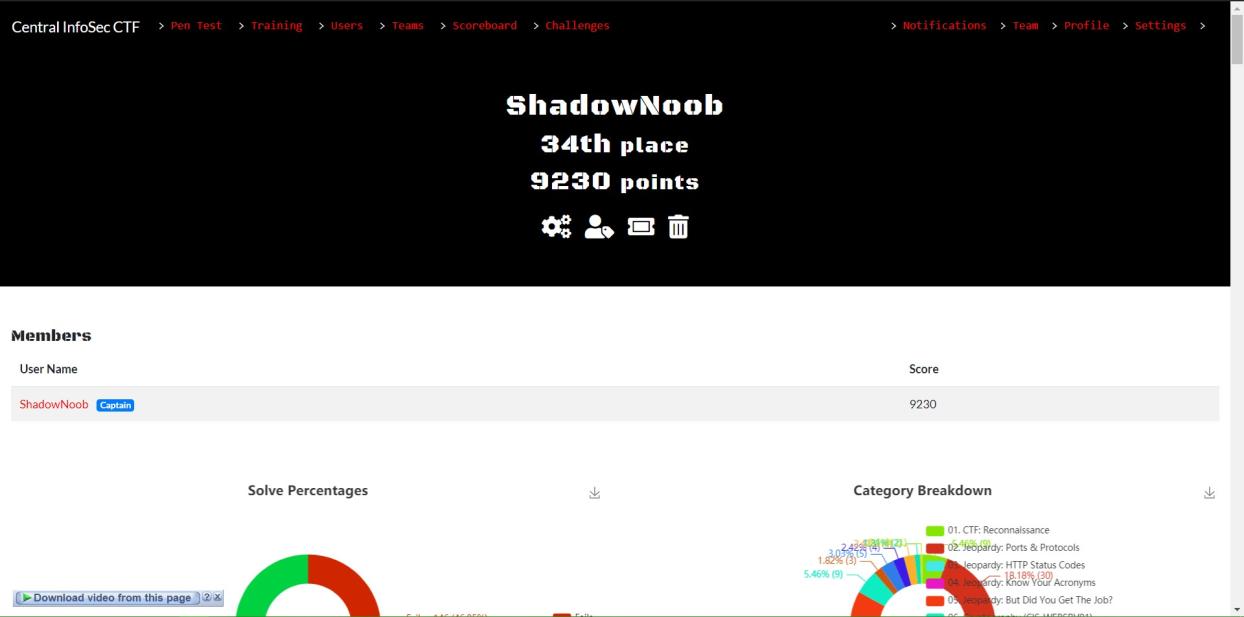 Central InfoSec CTF > Pen Test > Training > Users > Teams > Scoreboard > Challenges > Notifications > Team > Profile > Settings >
ShadowNoob
34th place
9230 points
Members
User Name Score
ShadowNoob Captain 9230
Solve Percentages Category Breakdown
01. CTF: Reconnaissance
02. Jeopardy: Ports & Protocols
2.42% (4) 5.46% (9)
3.03% (5) 03. Jeopardy: HTTP Status Codes
1.82% (3)
5.46% (9) 18.18% (30)
04. Jeopardy: Know Your Acronyms
05. Jeopardy: But Did You Get The Job?
Download video from this page ? X